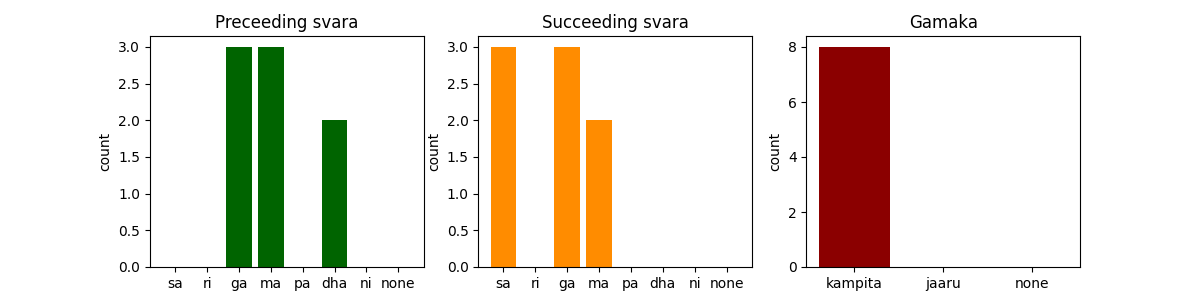 Preceeding svara
count
3.0
2.5
2.0
1.5
1.0
0.5
0.0
sa ri ga ma pa dha ni none
Succeeding svara
count
3.0
2.5
2.0
1.5
1.0
0.5
0.0
sa ri ga ma pa dha ni none
Gamaka
count
8
6
4
2
0
kampita jaaru none